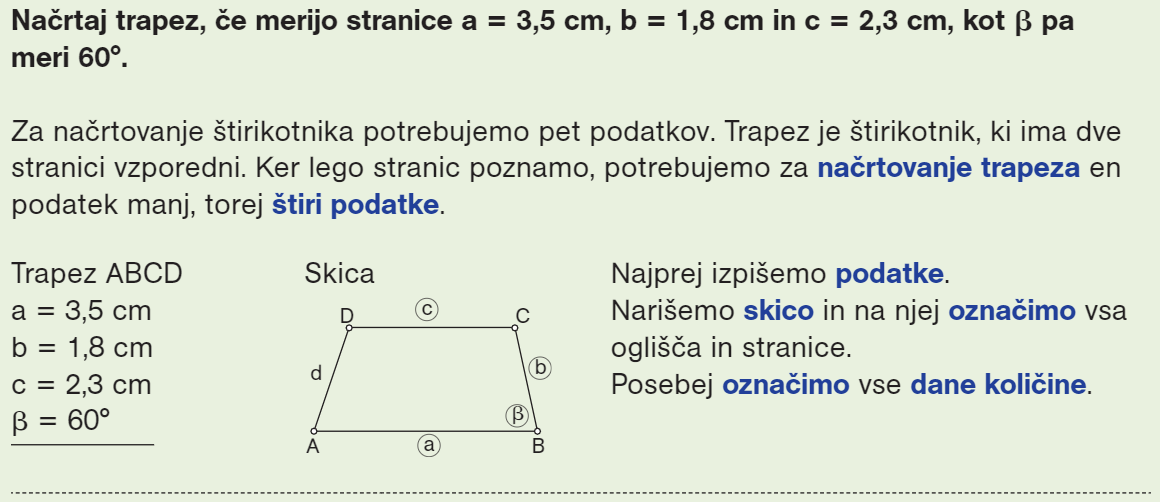 Načrtaj trapez, če merijo stranice a = 3,5 cm, b = 1,8 cm in c = 2,3 cm, kot β pa
meri 60°.
Za načrtovanje štirikotnika potrebujemo pet podatkov. Trapez je štirikotnik, ki ima dve
stranici vzporedni. Ker lego stranic poznamo, potrebujemo za načrtovanje trapeza en
podatek manj, torej štiri podatke.
Trapez ABCD
a = 3,5 cm
b = 1,8 cm
c = 2,3 cm
β = 60°
Skica
D
c
C
d
b
β
A
a
B
Najprej izpišemo podatke.
Narišemo skico in na njej označimo vsa
oglišča in stranice.
Posebej označimo vse dane količine.